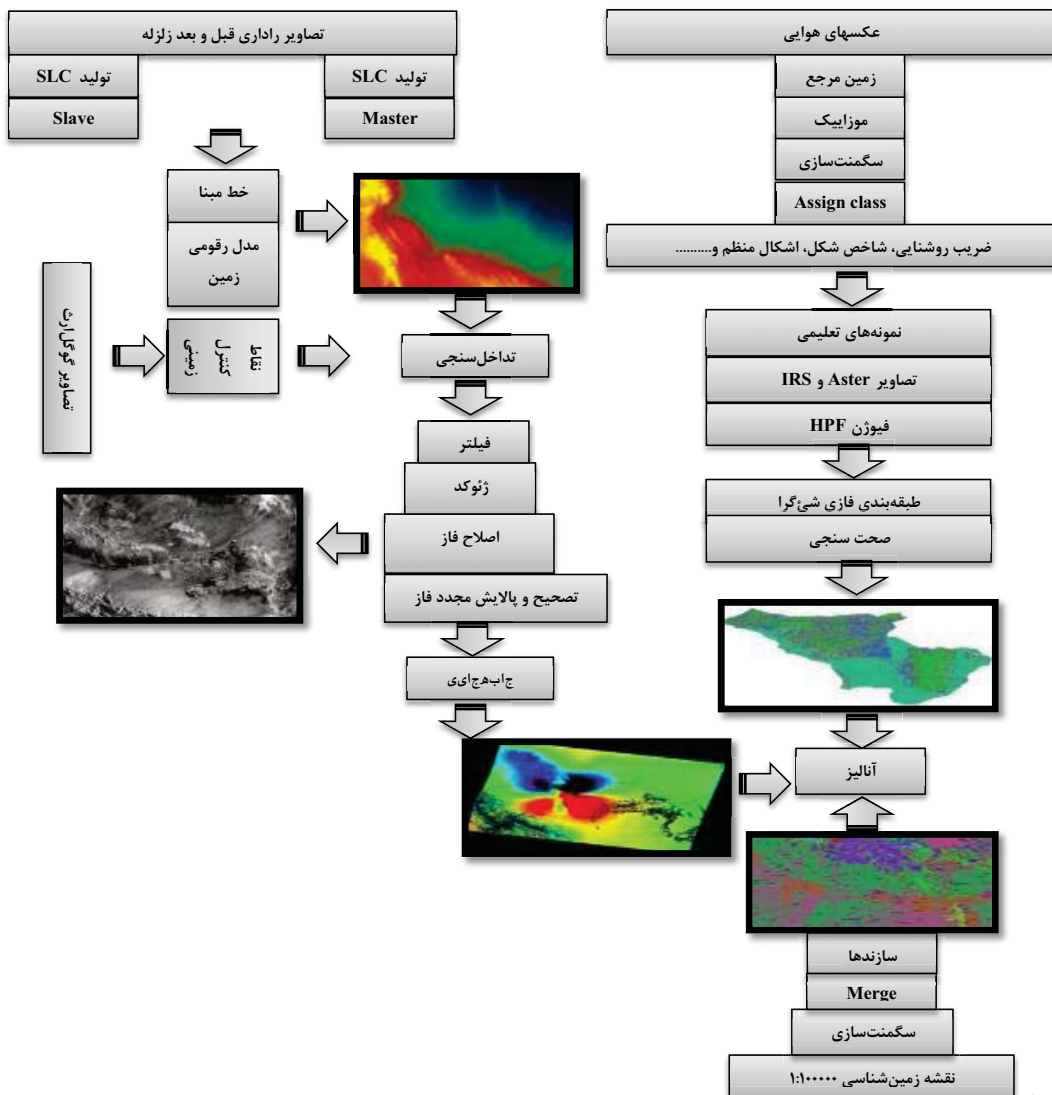 تصاویر راداری قبل و بعد زلزله
تولید SLC
تولید SLC
Slave
Master
خط مبنا
مدل رقومی
زمین
تصاویر گوگل‌ارث
نقاط
کنترل
زمینی
تداخل‌سنجی
فیلتر
ژئوکد
اصلاح فاز
تصحیح و پالایش مجدد فاز
جابه‌جایی
عکسهای هوایی
زمین مرجع
موزاییک
سگمنت‌سازی
Assign class
ضریب روشنایی، شاخص شکل، اشکال منظم و..........
نمونه‌های تعلیمی
تصاویر Aster و IRS
فیوژن HPF
طبقه‌بندی فازی شئ‌گرا
صحت سنجی
آنالیز
سازندها
Merge
سگمنت‌سازی
نقشه زمین‌شناسی ۱:۱۰۰۰۰۰